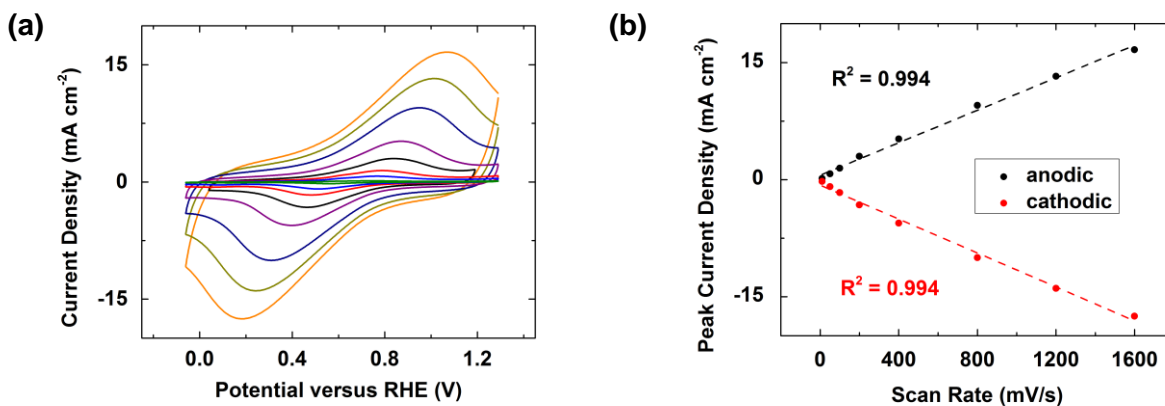 (a)
15
0
-15
0.0 0.4 0.8 1.2
Current Density (mA cm⁻²)
Potential versus RHE (V)
(b)
15
0
-15
0 400 800 1200 1600
Peak Current Density (mA cm⁻²)
Scan Rate (mV/s)
R² = 0.994
anodic
cathodic
R² = 0.994